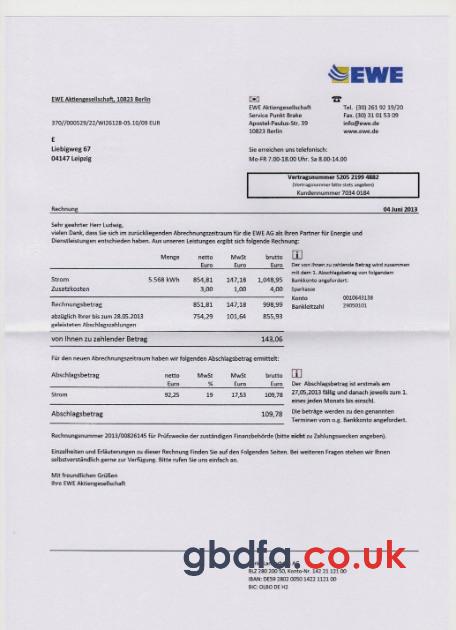 EWE
EWE Aktiengesellschaft, 10823 Berlin
370//000529/22/WI26128-05.10/09 EUR
E
Liebigweg 67
04147 Leipzig
EWE Aktiengesellschaft
Service Punkt Brake
Apostel-Paulus-Str. 39
10823 Berlin
Tel. (30) 261 92 19/20
Fax. (30) 31 01 53 09
info@ewe.de
www.ewe.de
Sie erreichen uns telefonisch:
Mo-FR 7.00-18.00 Uhr. Sa 8.00-14.00
Vertragsnummer 5205 2199 4882
(Vertragsnummer bitte stets angeben)
Kundennummer 7034 0184
Rechnung 04 Juni 2013
Sehr geehrter Herr Ludwig,
vielen Dank, dass Sie sich im zurückliegenden Abrechnungszeitraum für die EWE AG als Ihren Partner für Energie und
Dienstleistungen entschieden haben. Aus unseren Leistungen ergibt sich folgende Rechnung:
Menge netto MwSt brutto
Euro Euro Euro
Strom 5.568 kWh 854,81 147,18 1,048,95
Zusatzkosten 3,00 1,00 4,00
Rechnungsbetrag 851,81 147,18 998,99
abzüglich Ihrer bis zum 28.05.2013 754,29 101,64 855,93
geleisteten Abschlagszahlungen
von Ihnen zu zahlender Betrag 143,06
Der von Ihnen zu zahlende Betrag wird zusammen
mit dem 1. Abschlagsbetrag von folgendem
Bankkonto angefordert:
Sparkasse
Konto 0010643138
Bankleitzahl 29050101
Für den neuen Abrechnungszeitraum haben wir folgenden Abschlagsbetrag ermittelt:
Abschlagsbetrag netto MwSt MwSt brutto
Euro % Euro Euro
Strom 92,25 19 17,53 109,78
Abschlagsbetrag 109,78
Der Abschlagsbetrag ist erstmals am
27,05,2013 fällig und danach jeweils zum 1.
eines jeden Monats bis einschl.
Die beträge werden zu den genannten
Terminen vom o.g. Bankkonto angefordert.
Rechnungsnummer 2013/00826145 für Prüfzwecke der zuständigen Finanzbehörde (bitte nicht zu Zahlungszwecken angeben).
Einzelheiten und Erläuterungen zu dieser Rechnung finden Sie auf den Folgenden Seiten. Bei weiteren Fragen stehen wir Ihnen
selbstverständlich gerne zur Verfügung. Bitte rufen Sie uns einfach an.
Mit freundlichen Grüßen
Ihre EWE Aktiengesellschaft
gbdfa.co.uk
BLZ 280 200 50, Konto-Nr. 142 21 121 00
IBAN: DE59 2802 0050 1422 1121 00
BIC: OLBO DE H2